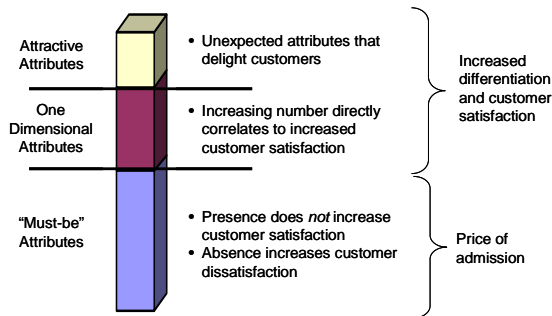 Attractive
Attributes
• Unexpected attributes that
delight customers
One
Dimensional
Attributes
• Increasing number directly
correlates to increased
customer satisfaction
Increased
differentiation
and customer
satisfaction
“Must-be”
Attributes
• Presence does not increase
customer satisfaction
• Absence increases customer
dissatisfaction
Price of
admission